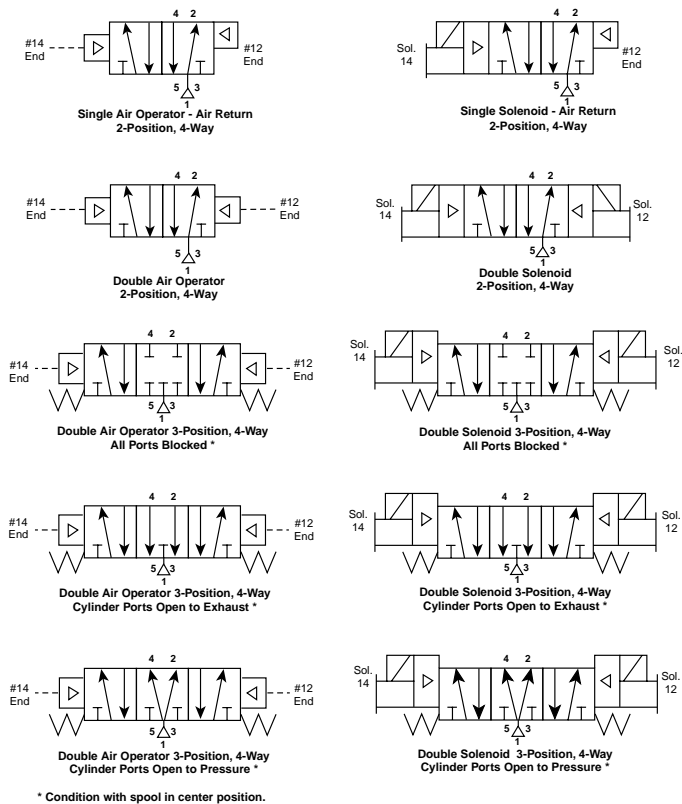 4 2
#14
End
#12
End
5 3
1
Single Air Operator - Air Return
2-Position, 4-Way
4 2
Sol.
14
#12
End
5 3
1
Single Solenoid - Air Return
2-Position, 4-Way
4 2
#14
End
#12
End
5 3
1
Double Air Operator
2-Position, 4-Way
4 2
Sol.
14
Sol.
12
5 3
1
Double Solenoid
2-Position, 4-Way
4 2
#14
End
#12
End
5 3
1
Double Air Operator 3-Position, 4-Way
All Ports Blocked *
4 2
Sol.
14
Sol.
12
5 3
1
Double Solenoid 3-Position, 4-Way
All Ports Blocked *
4 2
#14
End
#12
End
5 3
1
Double Air Operator 3-Position, 4-Way
Cylinder Ports Open to Exhaust *
4 2
Sol.
14
Sol.
12
5 3
1
Double Solenoid 3-Position, 4-Way
Cylinder Ports Open to Exhaust *
4 2
#14
End
#12
End
5 3
1
Double Air Operator 3-Position, 4-Way
Cylinder Ports Open to Pressure *
4 2
Sol.
14
Sol.
12
5 3
1
Double Solenoid 3-Position, 4-Way
Cylinder Ports Open to Pressure *
* Condition with spool in center position.